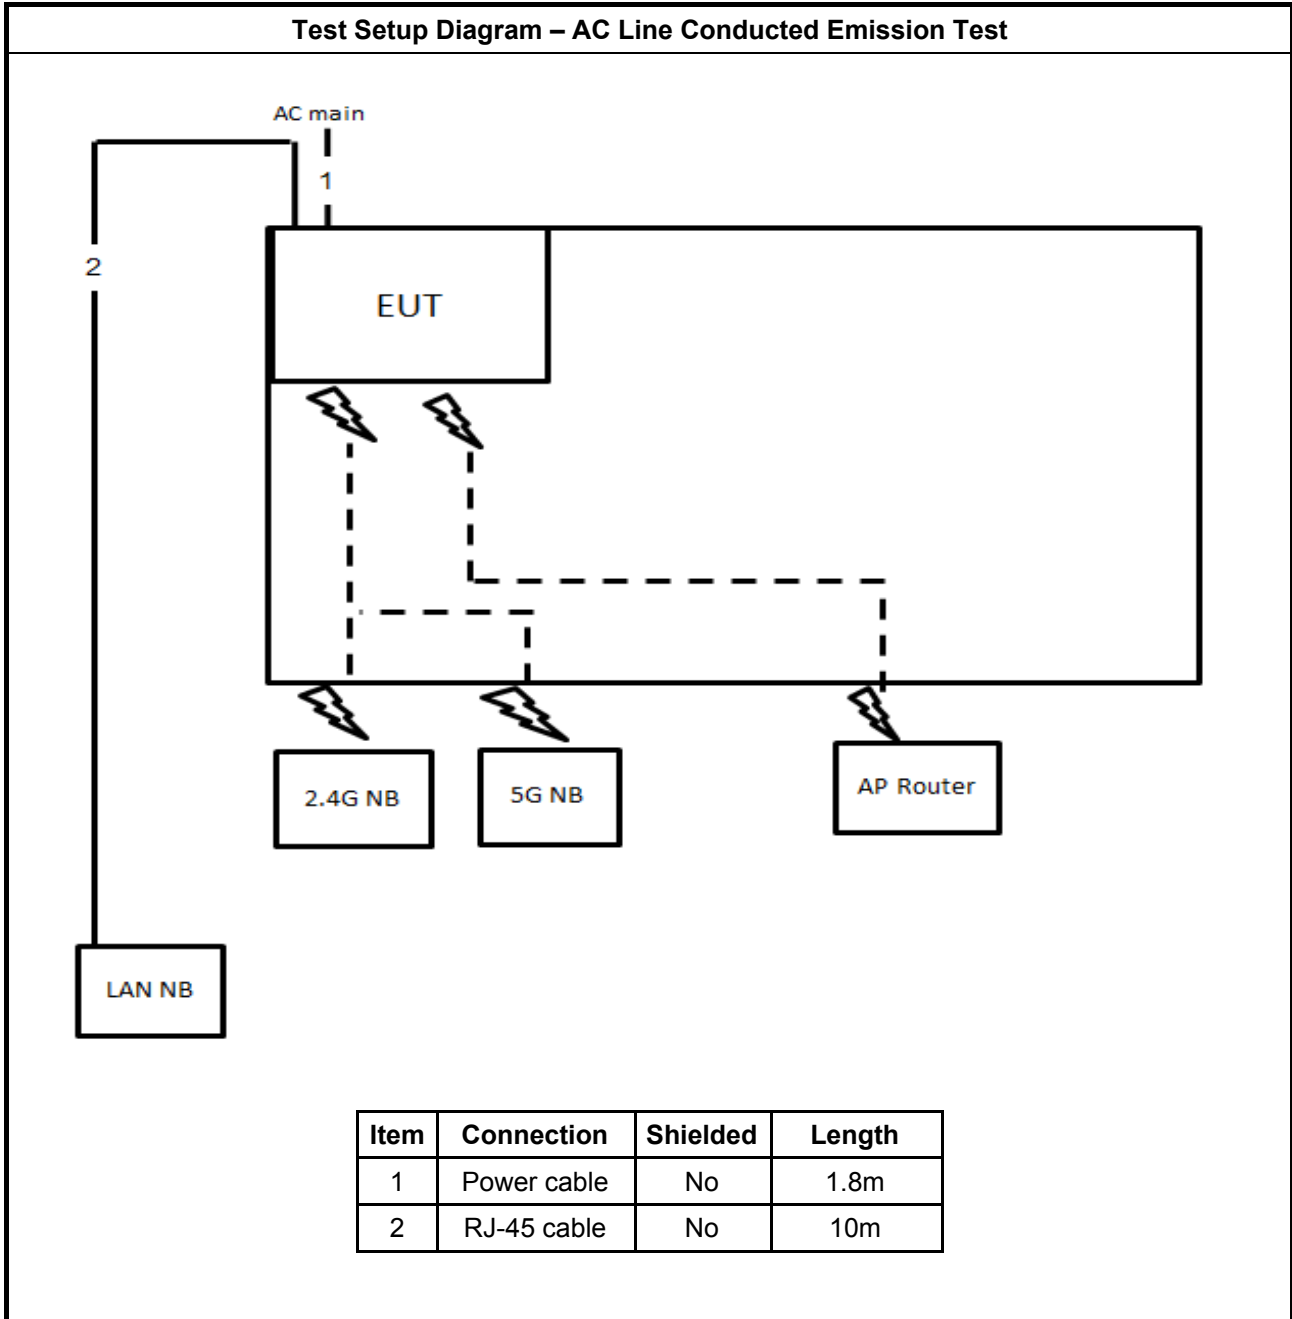 Test Setup Diagram – AC Line Conducted Emission Test
AC main
1
2
EUT
2.4G NB
5G NB
AP Router
LAN NB
Item Connection Shielded Length
1 Power cable No 1.8m
2 RJ-45 cable No 10m